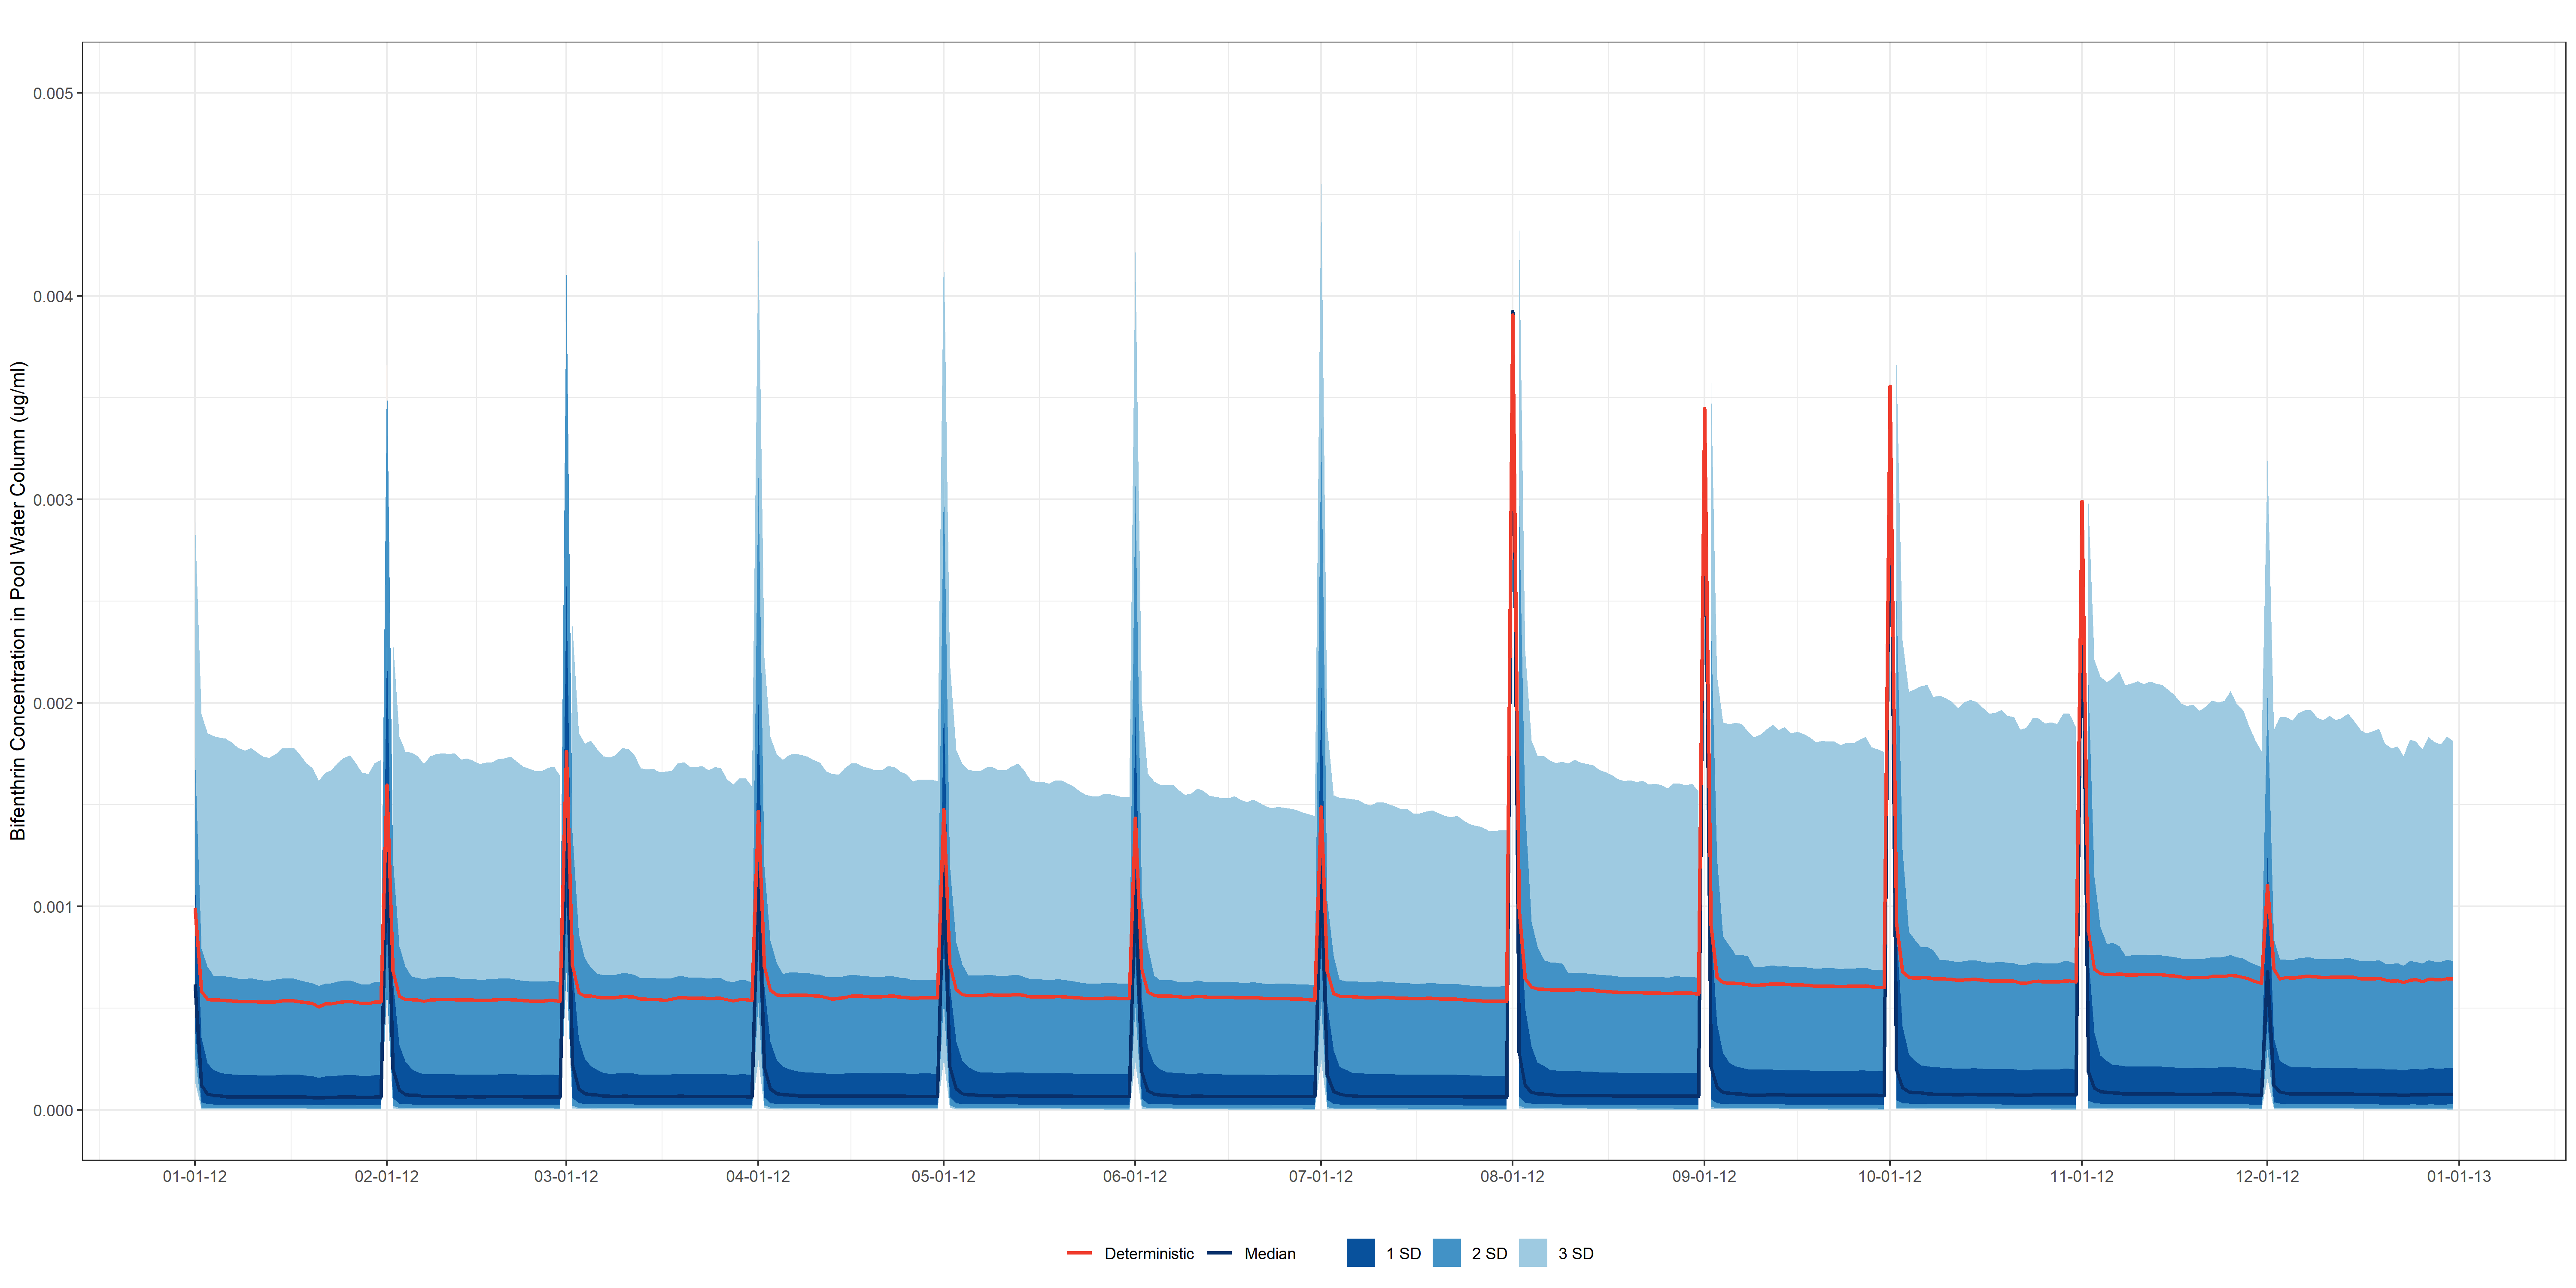 Bifenthrin Concentration in Pool Water Column (ug/ml)
0.005
0.004
0.003
0.002
0.001
0.000
01-01-12 02-01-12 03-01-12 04-01-12 05-01-12 06-01-12 07-01-12 08-01-12 09-01-12 10-01-12 11-01-12 12-01-12 01-01-13
Deterministic Median 1 SD 2 SD 3 SD